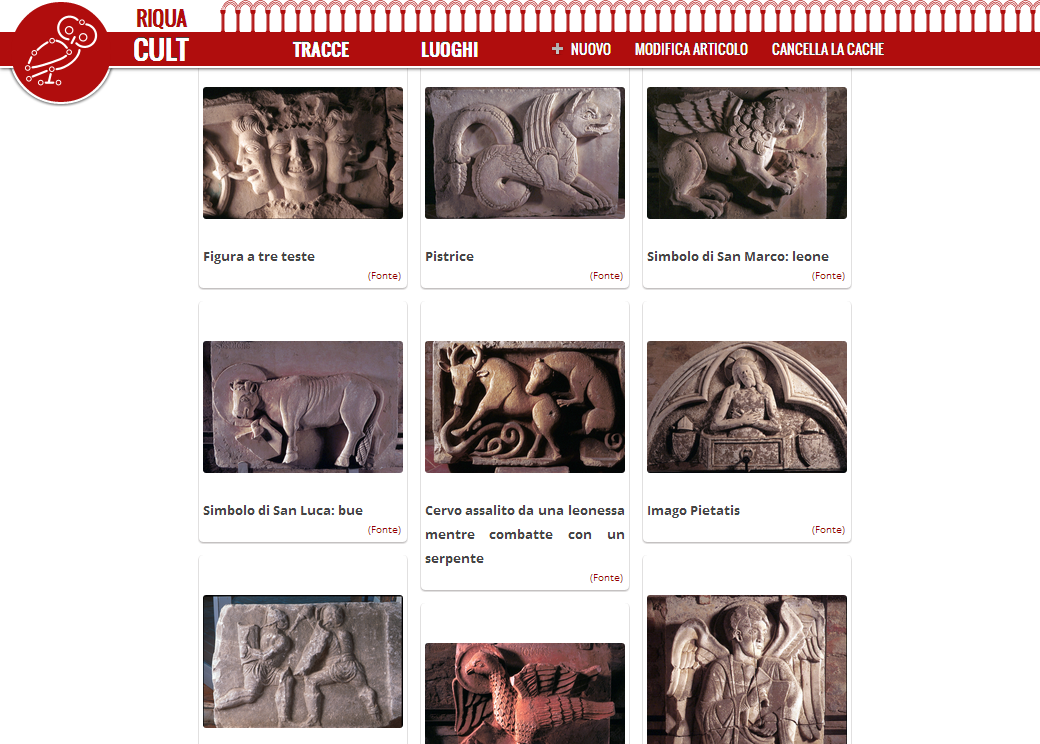 RIQUA
CULT
TRACCE
LUOGHI
NUOVO
MODIFICA ARTICOLO
CANCELLA LA CACHE
Figura a tre teste
(Fonte)
Pistrice
(Fonte)
Simbolo di San Marco: leone
(Fonte)
Simbolo di San Luca: bue
(Fonte)
Cervo assalito da una leonessa
mentre combatte con un
serpente
(Fonte)
Imago Pietatis
(Fonte)